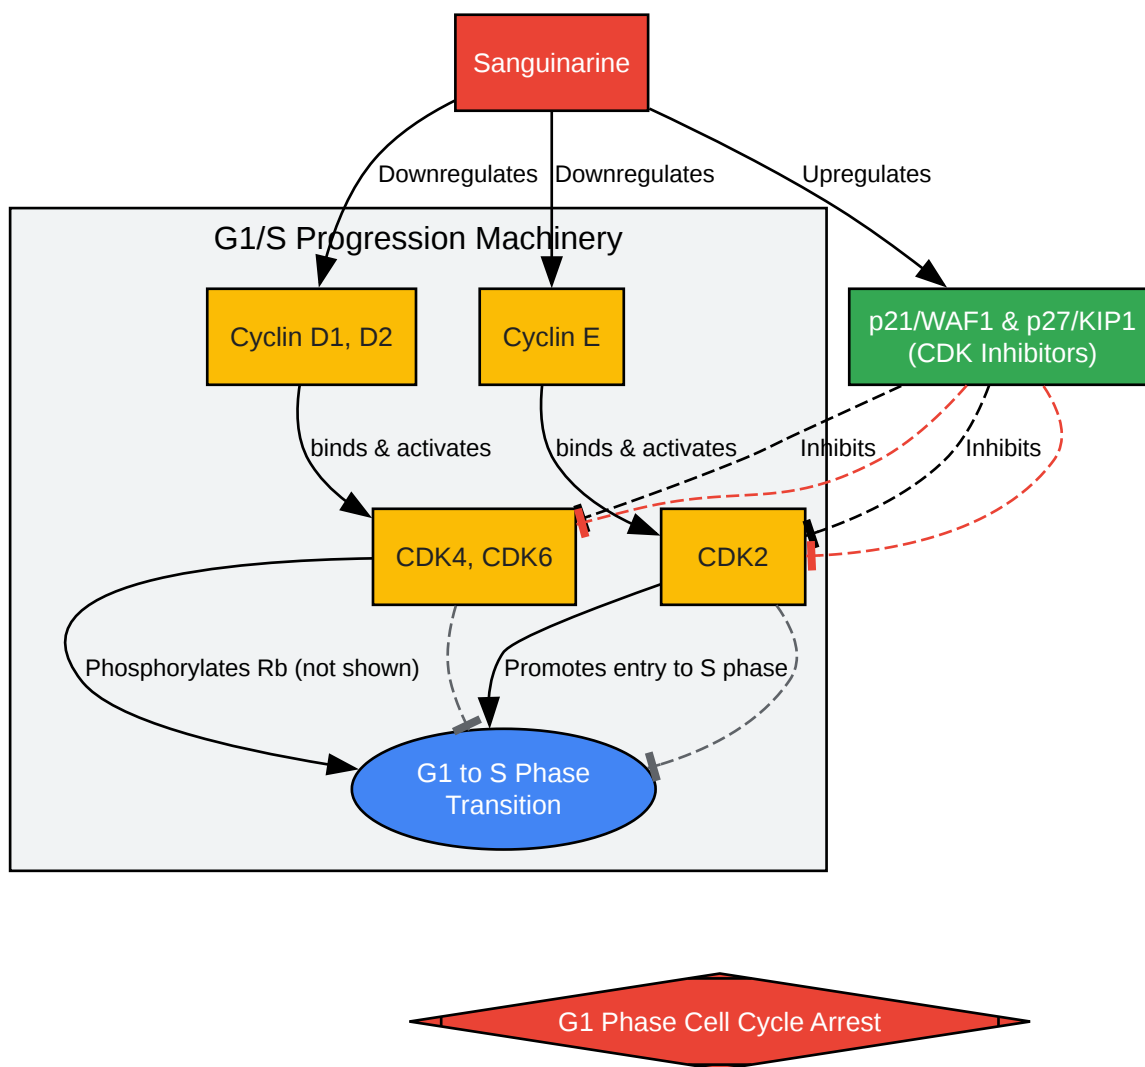 Sanguinarine
Downregulates
Downregulates
Upregulates
G1/S Progression Machinery
Cyclin D1, D2
Cyclin E
p21/WAF1 & p27/KIP1
(CDK Inhibitors)
binds & activates
binds & activates
Inhibits
Inhibits
CDK4, CDK6
CDK2
Phosphorylates Rb (not shown)
Promotes entry to S phase
G1 to S Phase
Transition
G1 Phase Cell Cycle Arrest